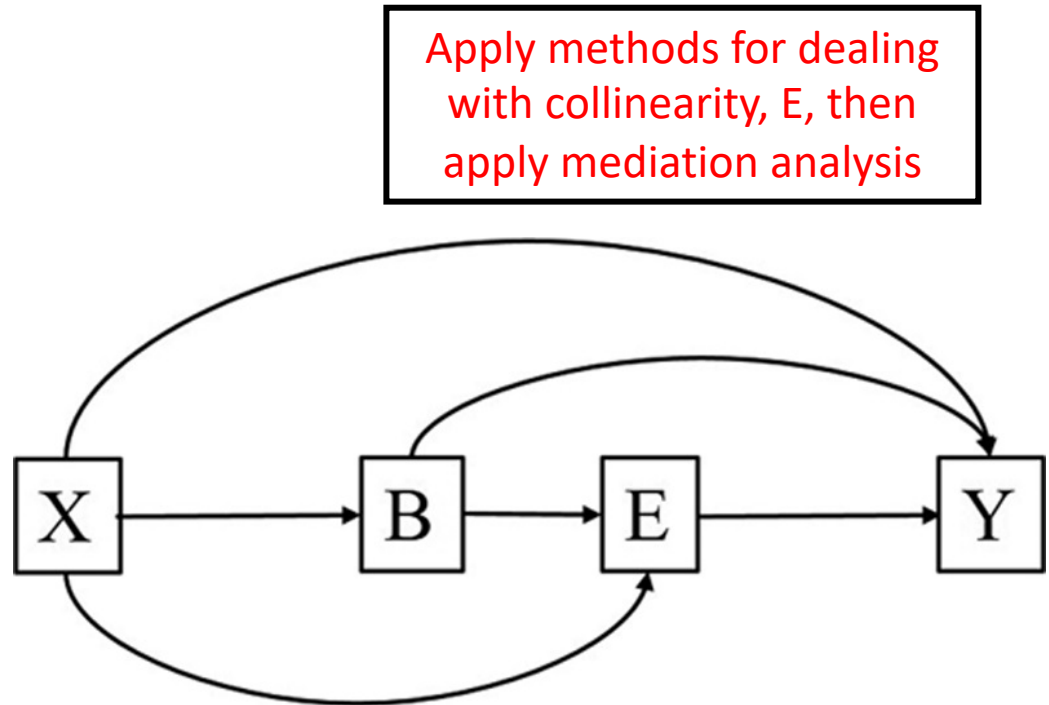 Apply methods for dealing
with collinearity, E, then
apply mediation analysis
X B E Y